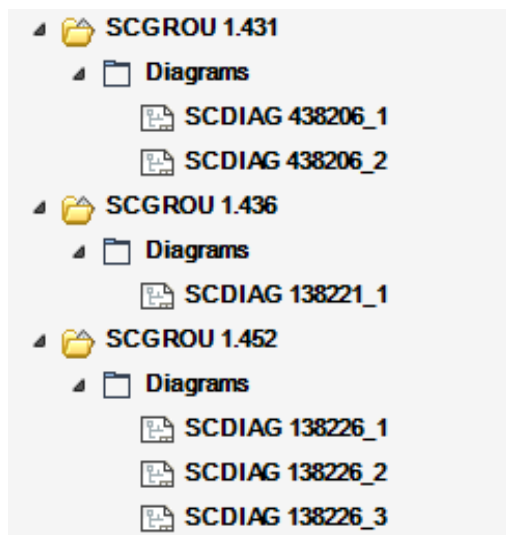 SCGROU 1.431
Diagrams
SCDIAG 438206_1
SCDIAG 438206_2
SCGROU 1.436
Diagrams
SCDIAG 138221_1
SCGROU 1.452
Diagrams
SCDIAG 138226_1
SCDIAG 138226_2
SCDIAG 138226_3